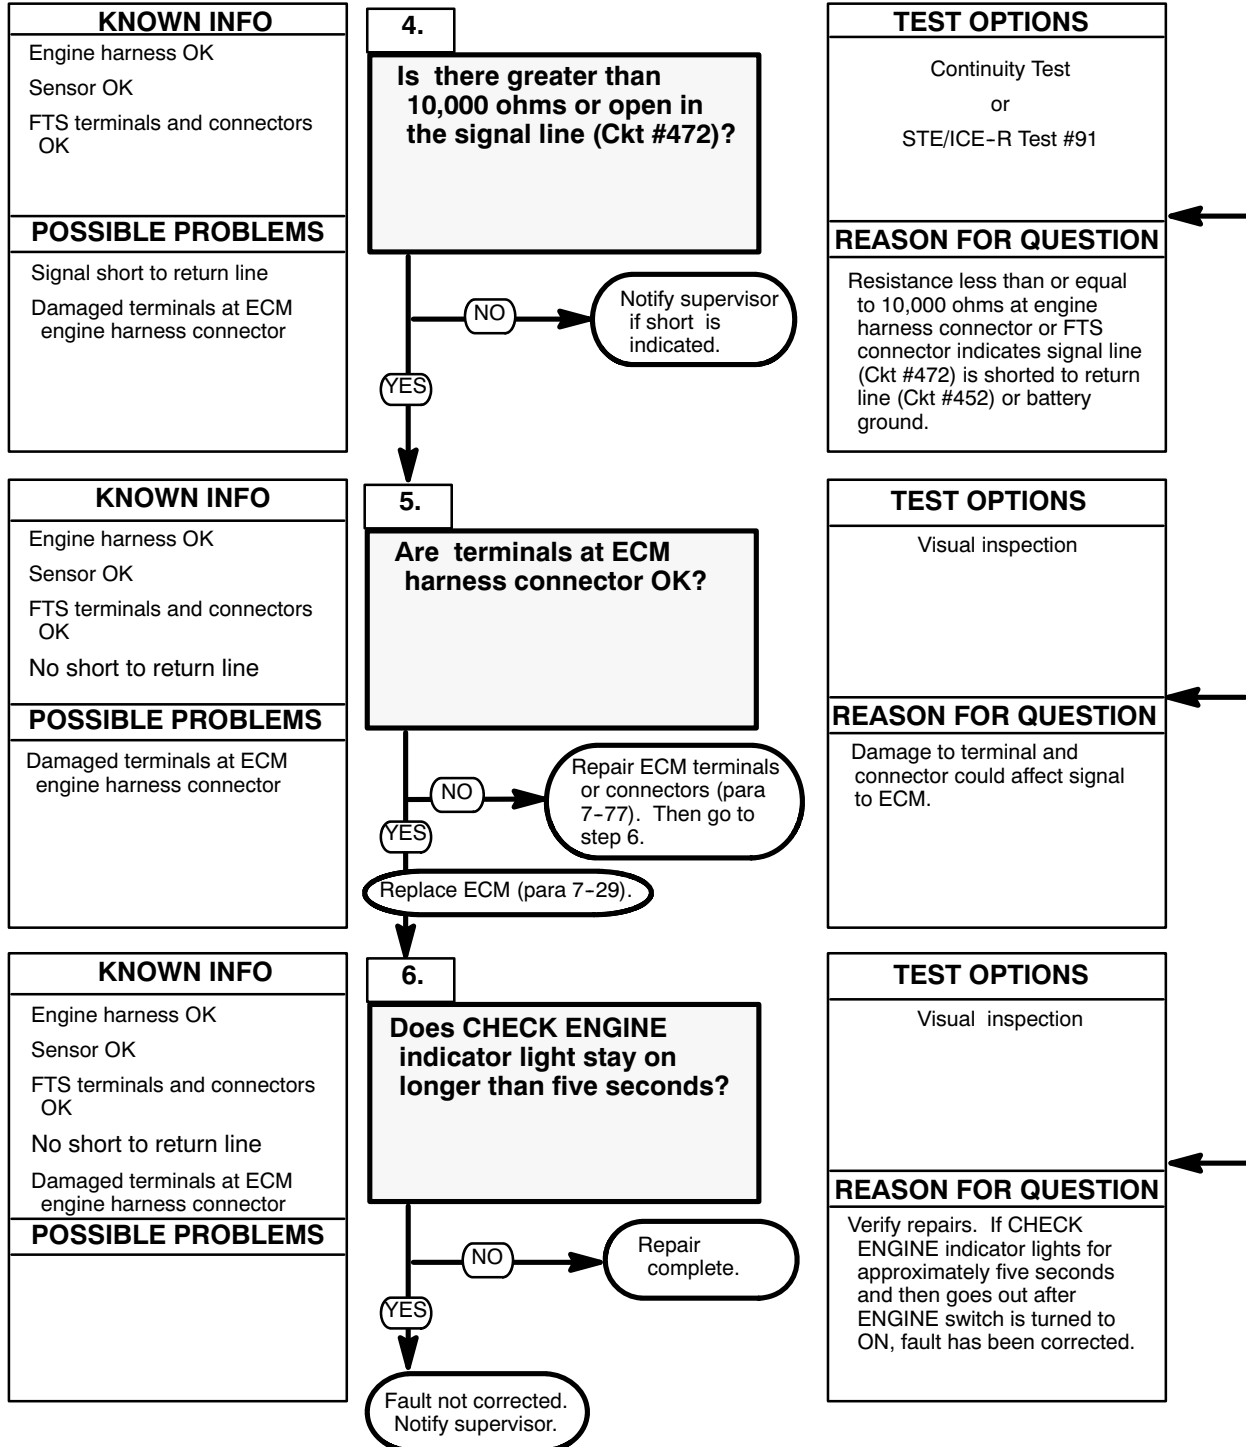 KNOWN INFO
Engine harness OK
Sensor OK
FTS terminals and connectors
OK
POSSIBLE PROBLEMS
Signal short to return line
Damaged terminals at ECM
engine harness connector
4.
Is there greater than
10,000 ohms or open in
the signal line (Ckt #472)?
NO
Notify supervisor
if short is
indicated.
YES
TEST OPTIONS
Continuity Test
or
STE/ICE-R Test #91
REASON FOR QUESTION
Resistance less than or equal
to 10,000 ohms at engine
harness connector or FTS
connector indicates signal line
(Ckt #472) is shorted to return
line (Ckt #452) or battery
ground.
KNOWN INFO
Engine harness OK
Sensor OK
FTS terminals and connectors
OK
No short to return line
POSSIBLE PROBLEMS
Damaged terminals at ECM
engine harness connector
5.
Are terminals at ECM
harness connector OK?
NO
Repair ECM terminals
or connectors (para
7-77). Then go to
step 6.
YES
Replace ECM (para 7-29).
TEST OPTIONS
Visual inspection
REASON FOR QUESTION
Damage to terminal and
connector could affect signal
to ECM.
KNOWN INFO
Engine harness OK
Sensor OK
FTS terminals and connectors
OK
No short to return line
Damaged terminals at ECM
engine harness connector
POSSIBLE PROBLEMS
6.
Does CHECK ENGINE
indicator light stay on
longer than five seconds?
NO
Repair
complete.
YES
Fault not corrected.
Notify supervisor.
TEST OPTIONS
Visual inspection
REASON FOR QUESTION
Verify repairs. If CHECK
ENGINE indicator lights for
approximately five seconds
and then goes out after
ENGINE switch is turned to
ON, fault has been corrected.